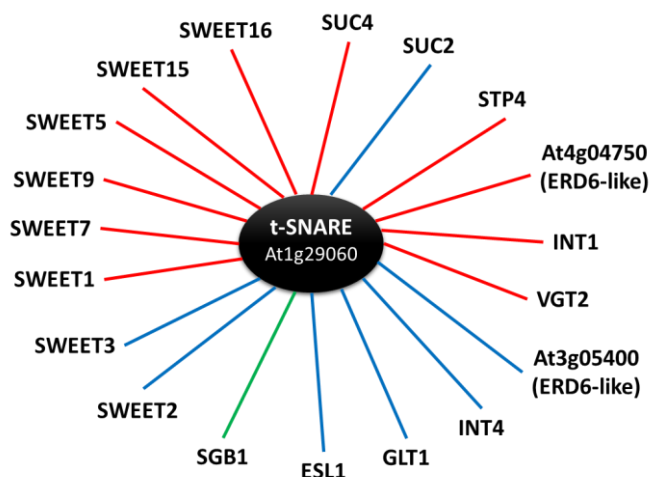 SWEET16
SUC4
SUC2
SWEET15
STP4
SWEET5
At4g04750
(ERD6-like)
SWEET9
t-SNARE
At1g29060
SWEET7
INT1
SWEET1
VGT2
SWEET3
At3g05400
(ERD6-like)
SWEET2
INT4
SGB1
ESL1
GLT1